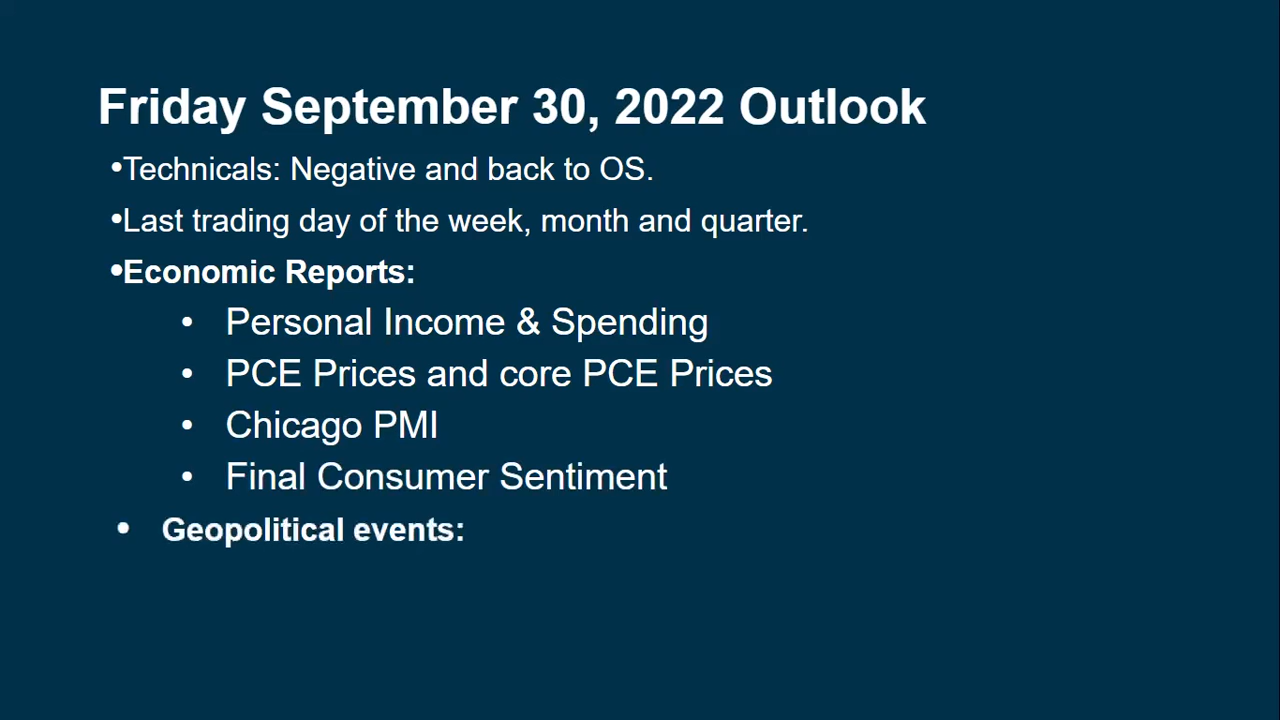 Friday September 30, 2022 Outlook
•Technicals: Negative and back to OS.
•Last trading day of the week, month and quarter.
•Economic Reports:
• Personal Income & Spending
• PCE Prices and core PCE Prices
• Chicago PMI
• Final Consumer Sentiment
• Geopolitical events: